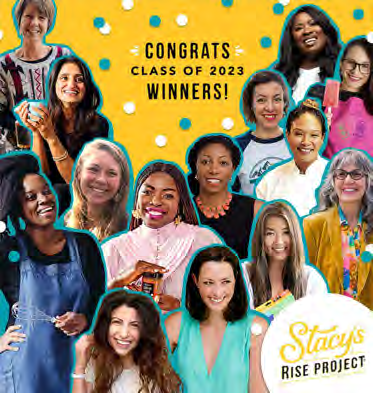 CONGRATS
CLASS OF 2023
WINNERS!
Stacy's
RISE PROJECT